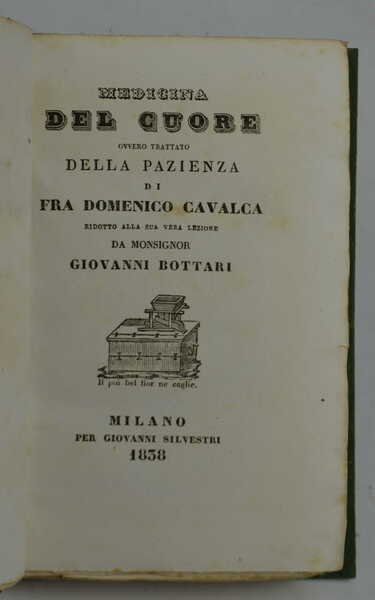 MEDICINA
DEL CUORE
OVVERO TRATTATO
DELLA PAZIENZA
DI
FRA DOMENICO CAVALCA
RIDOTTO ALLA SUA VERA LEZIONE
DA MONSIGNOR
GIOVANNI BOTTARI
Il più bel fior ne coglie.
MILANO
PER GIOVANNI SILVESTRI
1838